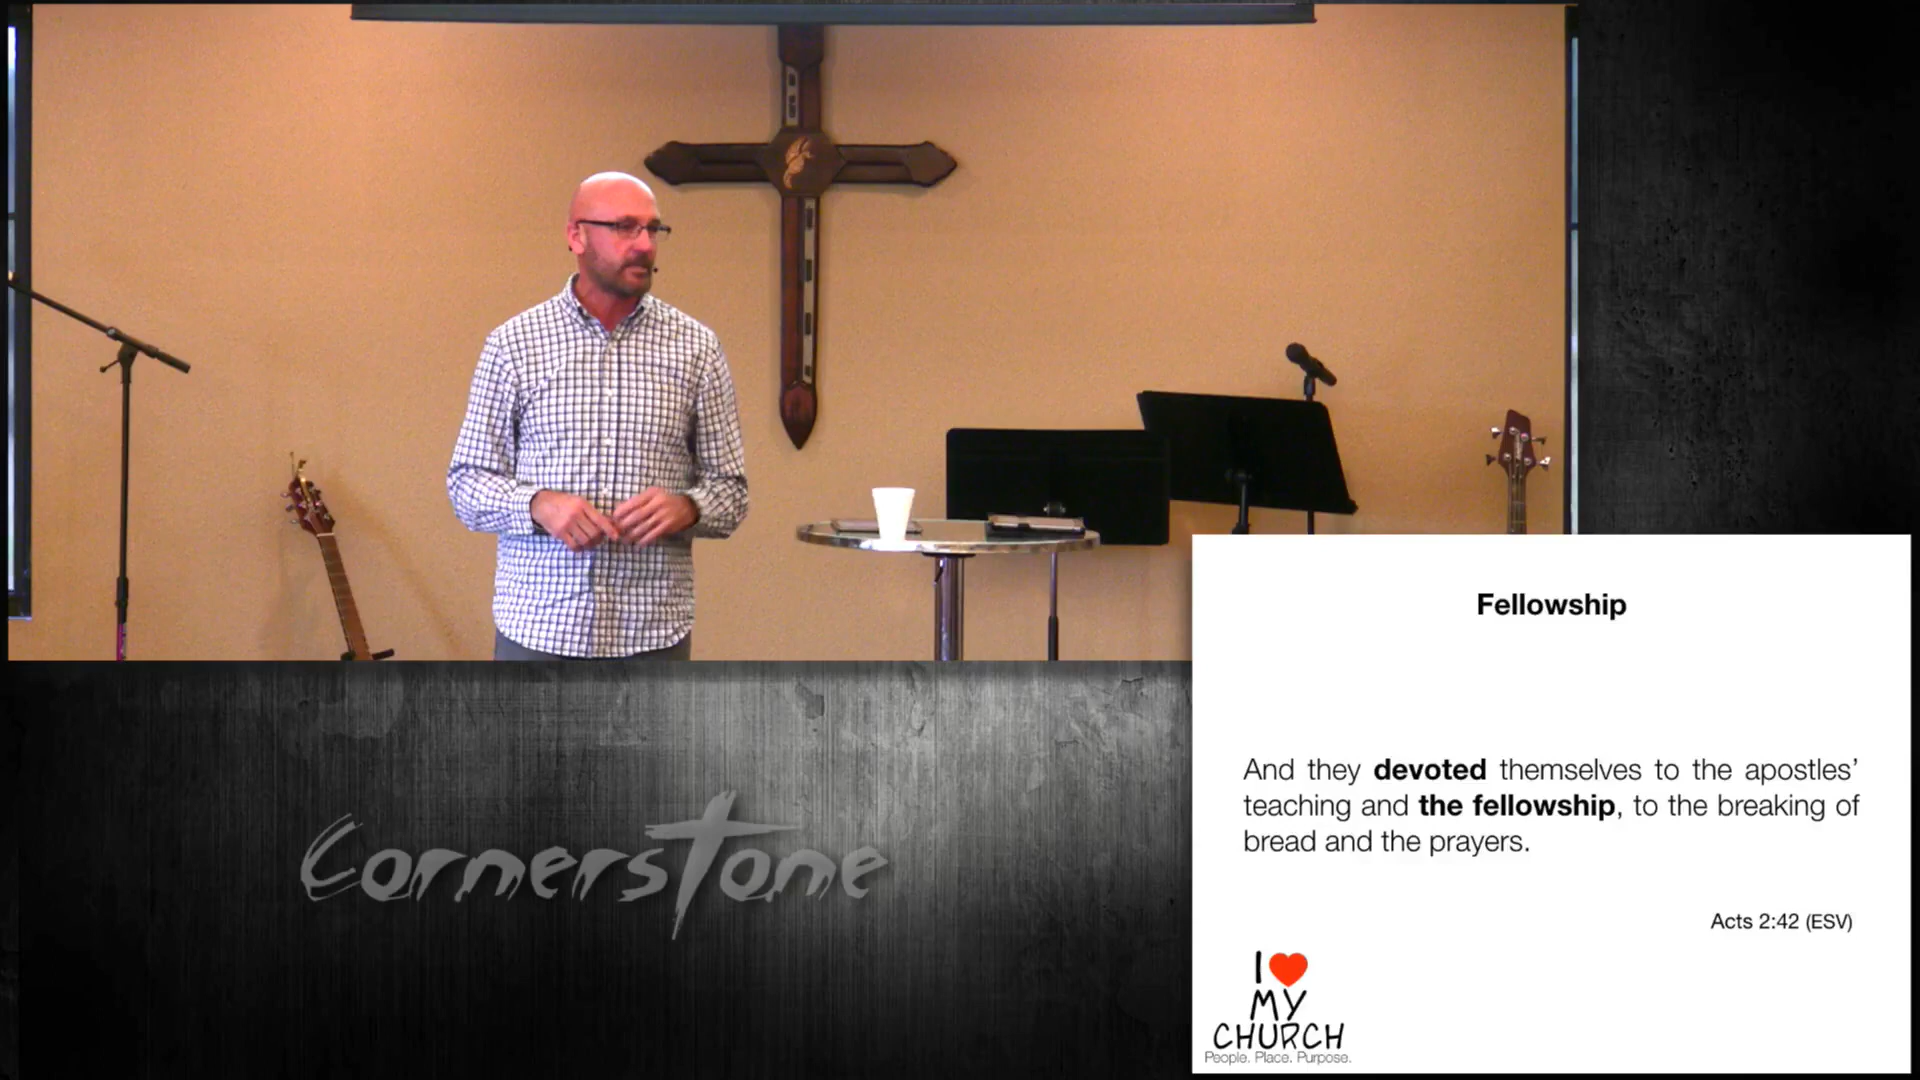 Fellowship
And they devoted themselves to the apostles’
teaching and the fellowship, to the breaking of
bread and the prayers.
Acts 2:42 (ESV)
I ❤
MY
CHURCH
People. Place. Purpose.
Cornerstone